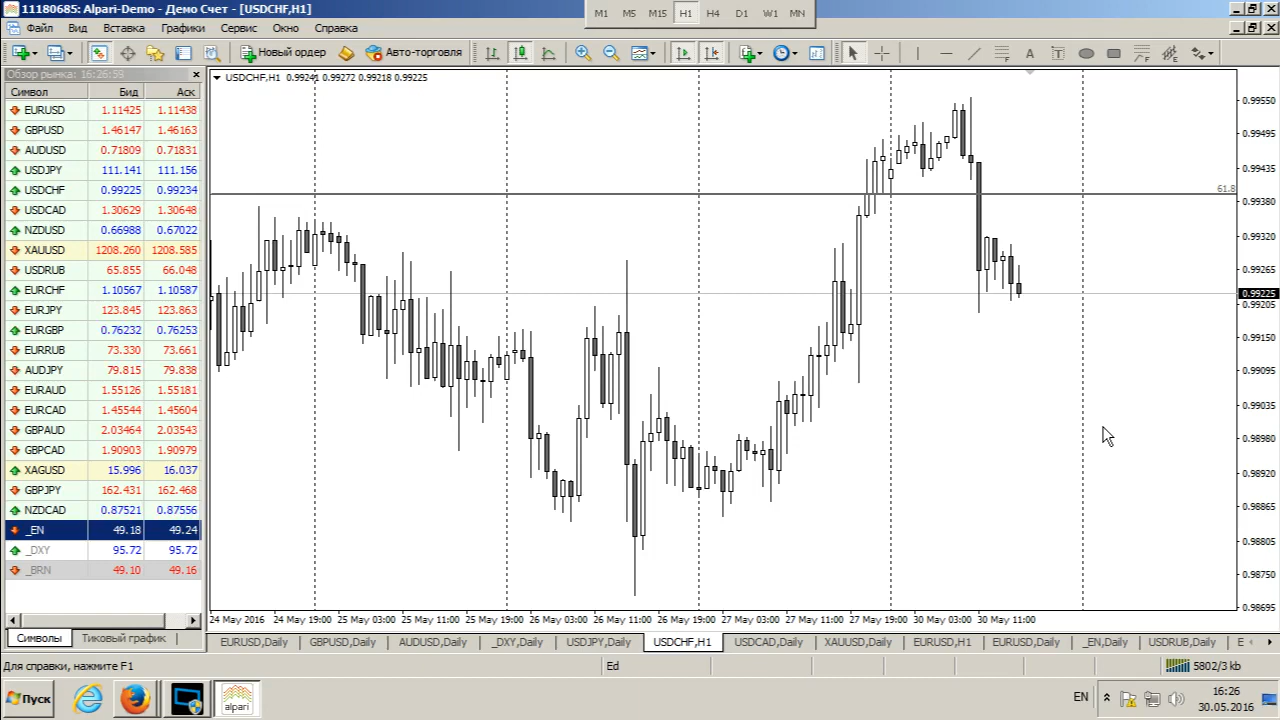 11180685: Alpari-Demo - Демо Счет - [USDCHF,H1]
M1 M5 M15 H1 H4 D1 W1 MN
Файл Вид Вставка Графики Сервис Окно Справка
Новый ордер Авто-торговля
Обзор рынка: 16:26:59
Символ Бид Аск
EURUSD 1.11425 1.11438
GBPUSD 1.46147 1.46163
AUDUSD 0.71809 0.71831
USDJPY 111.141 111.156
USDCHF 0.99225 0.99234
USDCAD 1.30629 1.30648
NZDUSD 0.66988 0.67022
XAUUSD 1208.260 1208.585
USDRUB 65.855 66.048
EURCHF 1.10567 1.10587
EURJPY 123.845 123.863
EURGBP 0.76232 0.76253
EURRUB 73.330 73.661
AUDJPY 79.815 79.838
EURAUD 1.55126 1.55181
EURCAD 1.45544 1.45604
GBPAUD 2.03464 2.03543
GBPCAD 1.90903 1.90979
XAGUSD 15.996 16.037
GBPJPY 162.431 162.468
NZDCAD 0.87521 0.87556
_EN 49.18 49.24
_DXY 95.72 95.72
_BRN 49.10 49.16
Символы Тиковый график
USDCHF,H1 0.99241 0.99272 0.99218 0.99225
61.8
0.99550
0.99495
0.99435
0.99380
0.99320
0.99265
0.99225
0.99205
0.99150
0.99095
0.99035
0.98980
0.98920
0.98865
0.98805
0.98750
0.98695
24 May 2016 24 May 19:00 25 May 03:00 25 May 11:00 25 May 19:00 26 May 03:00 26 May 11:00 26 May 19:00 27 May 03:00 27 May 11:00 27 May 19:00 30 May 03:00 30 May 11:00
EURUSD,Daily GBPUSD,Daily AUDUSD,Daily _DXY,Daily USDJPY,Daily USDCHF,H1 USDCAD,Daily XAUUSD,Daily EURUSD,H1 EURUSD,Daily _EN,Daily USDRUB,Daily E
Для справки, нажмите F1 Ed 5802/3 kb
Пуск alpari EN 16:26
30.05.2016